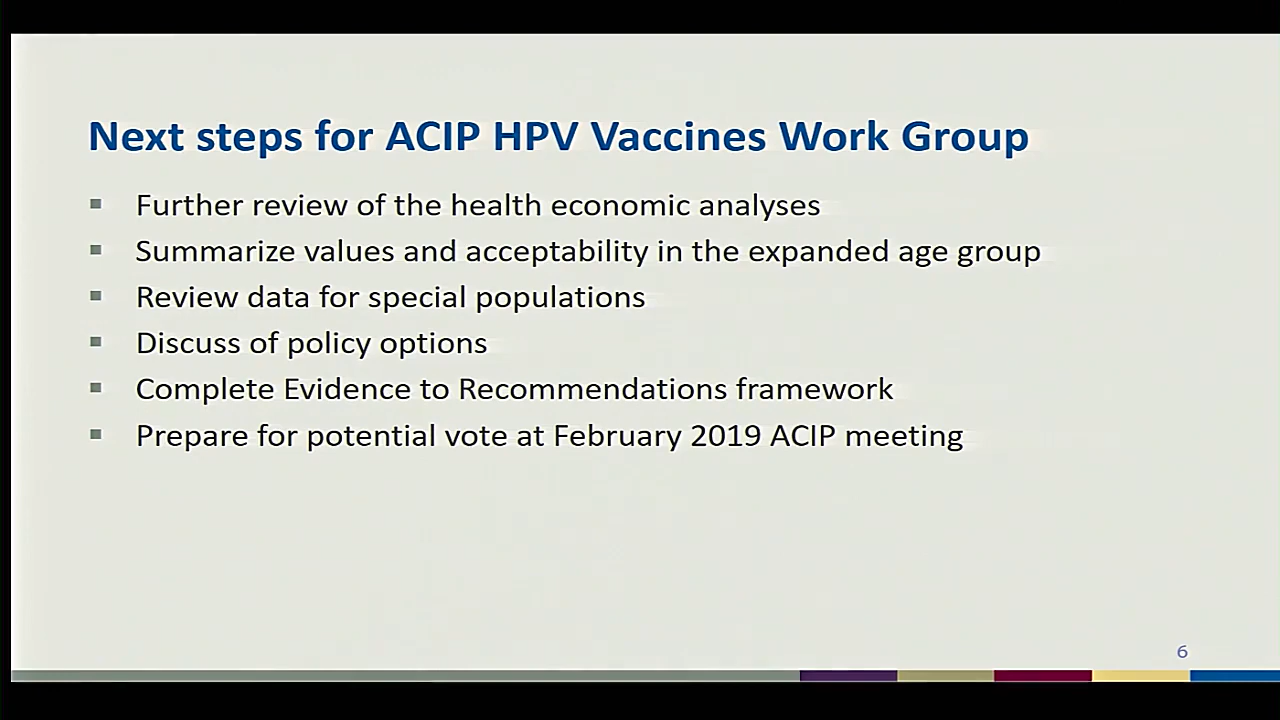 Next steps for ACIP HPV Vaccines Work Group
▪ Further review of the health economic analyses
▪ Summarize values and acceptability in the expanded age group
▪ Review data for special populations
▪ Discuss of policy options
▪ Complete Evidence to Recommendations framework
▪ Prepare for potential vote at February 2019 ACIP meeting
6